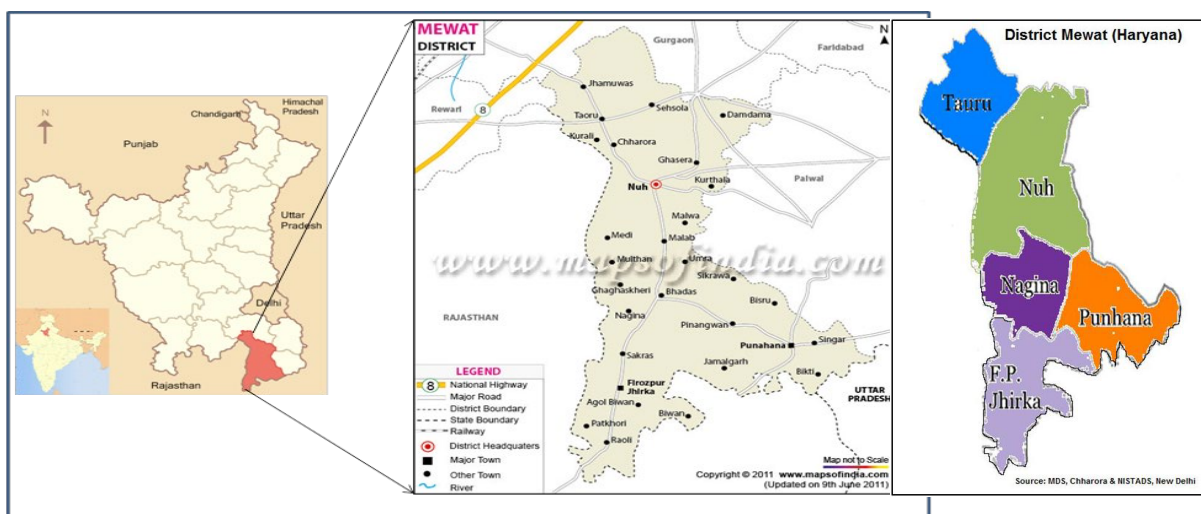 Himachal
Pradesh
Chandigarh
N
Punjab
Uttar
Pradesh
Delhi
Rajasthan
MEWAT
DISTRICT
N
Gurgaon
Faridabad
Jhamuwas
Rewari
8
Sehsola
Taoru
Damdama
Kurali
Chharora
Ghasera
Palwal
Nuh
Kurthala
Malwa
Medi
Malab
www.mapsofindia.com
Multhan
Umra
Sikrawa
Ghaghaskheri
Bhadas
Bisru
Nagina
RAJASTHAN
Pinangwan
Punahana
Singar
Sakras
Jamalgarh
Bikti
Firozpur
Jhirka
UTTAR
PRADESH
Agol Biwan
Biwan
Patkhori
Raoli
LEGEND
8 National Highway
Major Road
District Boundary
State Boundary
Railway
District Headquaters
Major Town
Other Town
River
Map not to Scale
Copyright © 2011 www.mapsofindia.com
(Updated on 9th June 2011)
District Mewat (Haryana)
Tauru
Nuh
Nagina
Punhana
F.P.
Jhirka
Source: MDS, Chharora & NISTADS, New Delhi